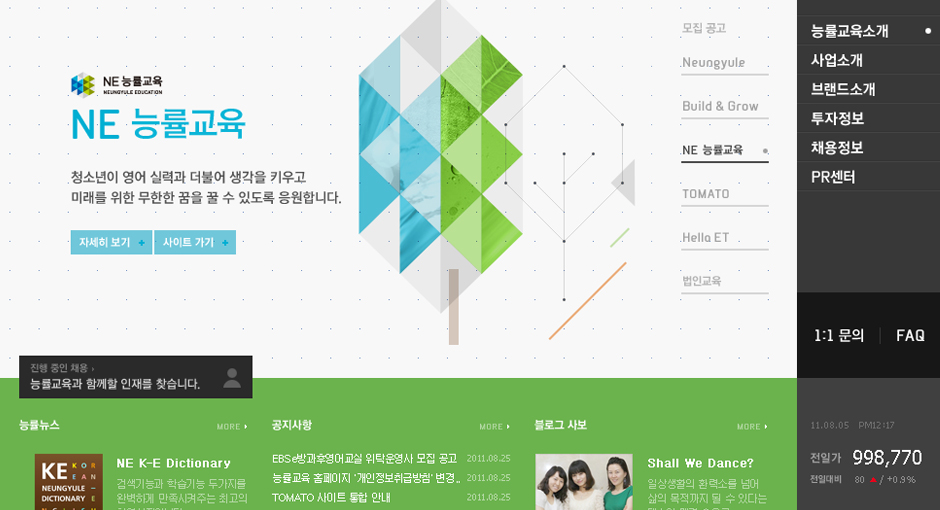 NE 능률교육
NEUNGYULE EDUCATION
NE 능률교육
청소년이 영어 실력과 더불어 생각을 키우고
미래를 위한 무한한 꿈을 꿀 수 있도록 응원합니다.
자세히 보기 +
사이트 가기 +
모집 공고
Neungyule
Build & Grow
NE 능률교육
TOMATO
Hello ET
법인교육
능률교육소개
사업소개
브랜드소개
투자정보
채용정보
PR센터
1:1 문의
FAQ
진행 중인 채용 ›
능률교육과 함께할 인재를 찾습니다.
능률뉴스
MORE
KE KOR
EAN
NEUNGYULE
DICTIONARY
NE K-E Dictionary
검색기능과 학습기능 두가지를
완벽하게 만족시켜주는 최고의
공지사항
MORE
EBSe방과후영어교실 위탁운영사 모집 공고 2011.08.25
능률교육 홈페이지 '개인정보취급방침' 변경.. 2011.08.25
TOMATO 사이트 통합 안내 2011.08.25
블로그 사보
MORE
Shall We Dance?
일상생활의 활력소를 넘어
삶의 목적까지 될 수 있다는
11.08.05 PM12:17
전일가 998,770
전일대비 80 ▲ / +0.9%